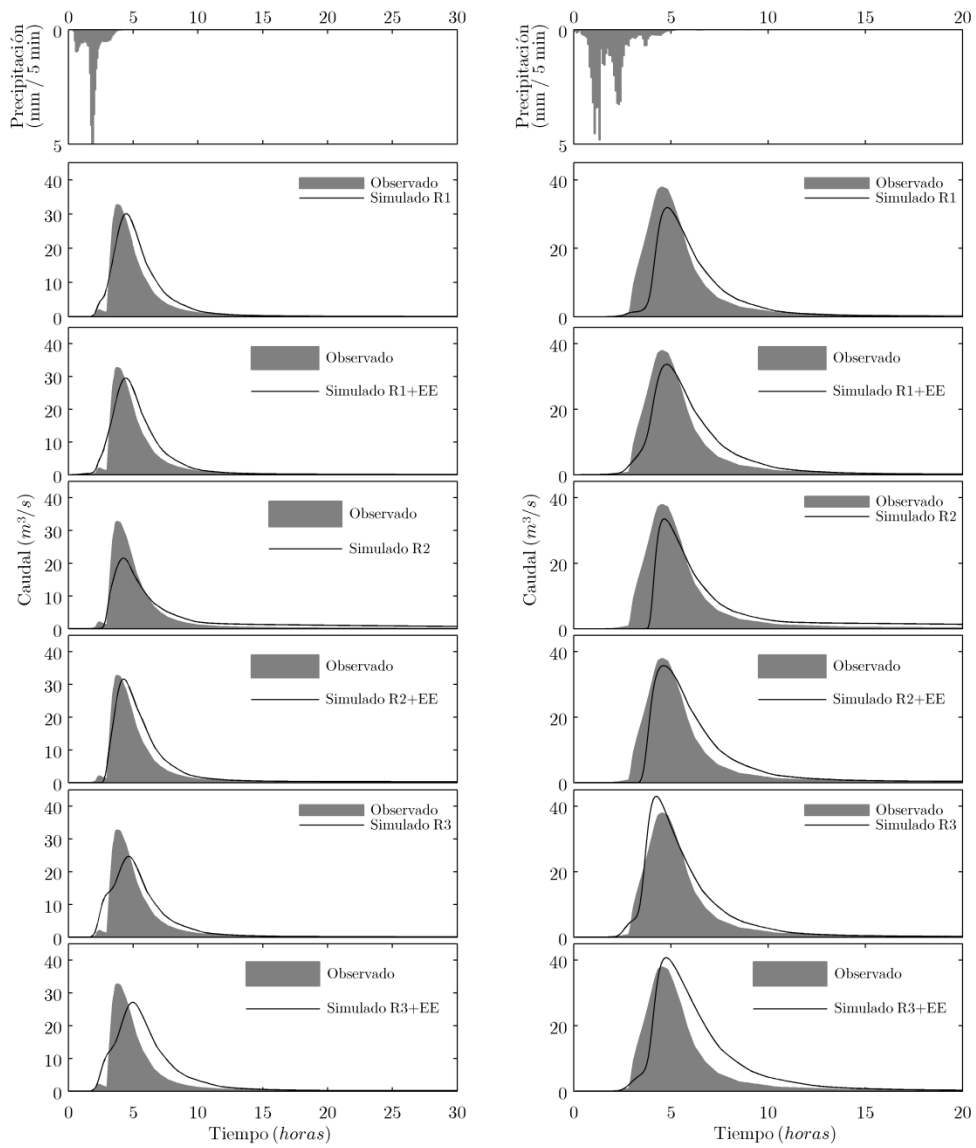 0 5 10 15 20 25 30
0
5
Precipitación
(mm / 5 min)
0 5 10 15 20
0
5
Precipitación
(mm / 5 min)
Observado
Simulado R1
40
30
20
10
0
Observado
Simulado R1
40
20
0
Observado
Simulado R1+EE
40
30
20
10
0
Observado
Simulado R1+EE
40
20
0
Caudal (m³/s)
Observado
Simulado R2
40
30
20
10
0
Caudal (m³/s)
Observado
Simulado R2
40
20
0
Observado
Simulado R2+EE
40
30
20
10
0
Observado
Simulado R2+EE
40
20
0
Observado
Simulado R3
40
30
20
10
0
Observado
Simulado R3
40
20
0
Observado
Simulado R3+EE
40
30
20
10
0
Observado
Simulado R3+EE
40
20
0
0 5 10 15 20 25 30
Tiempo (horas)
0 5 10 15 20
Tiempo (horas)